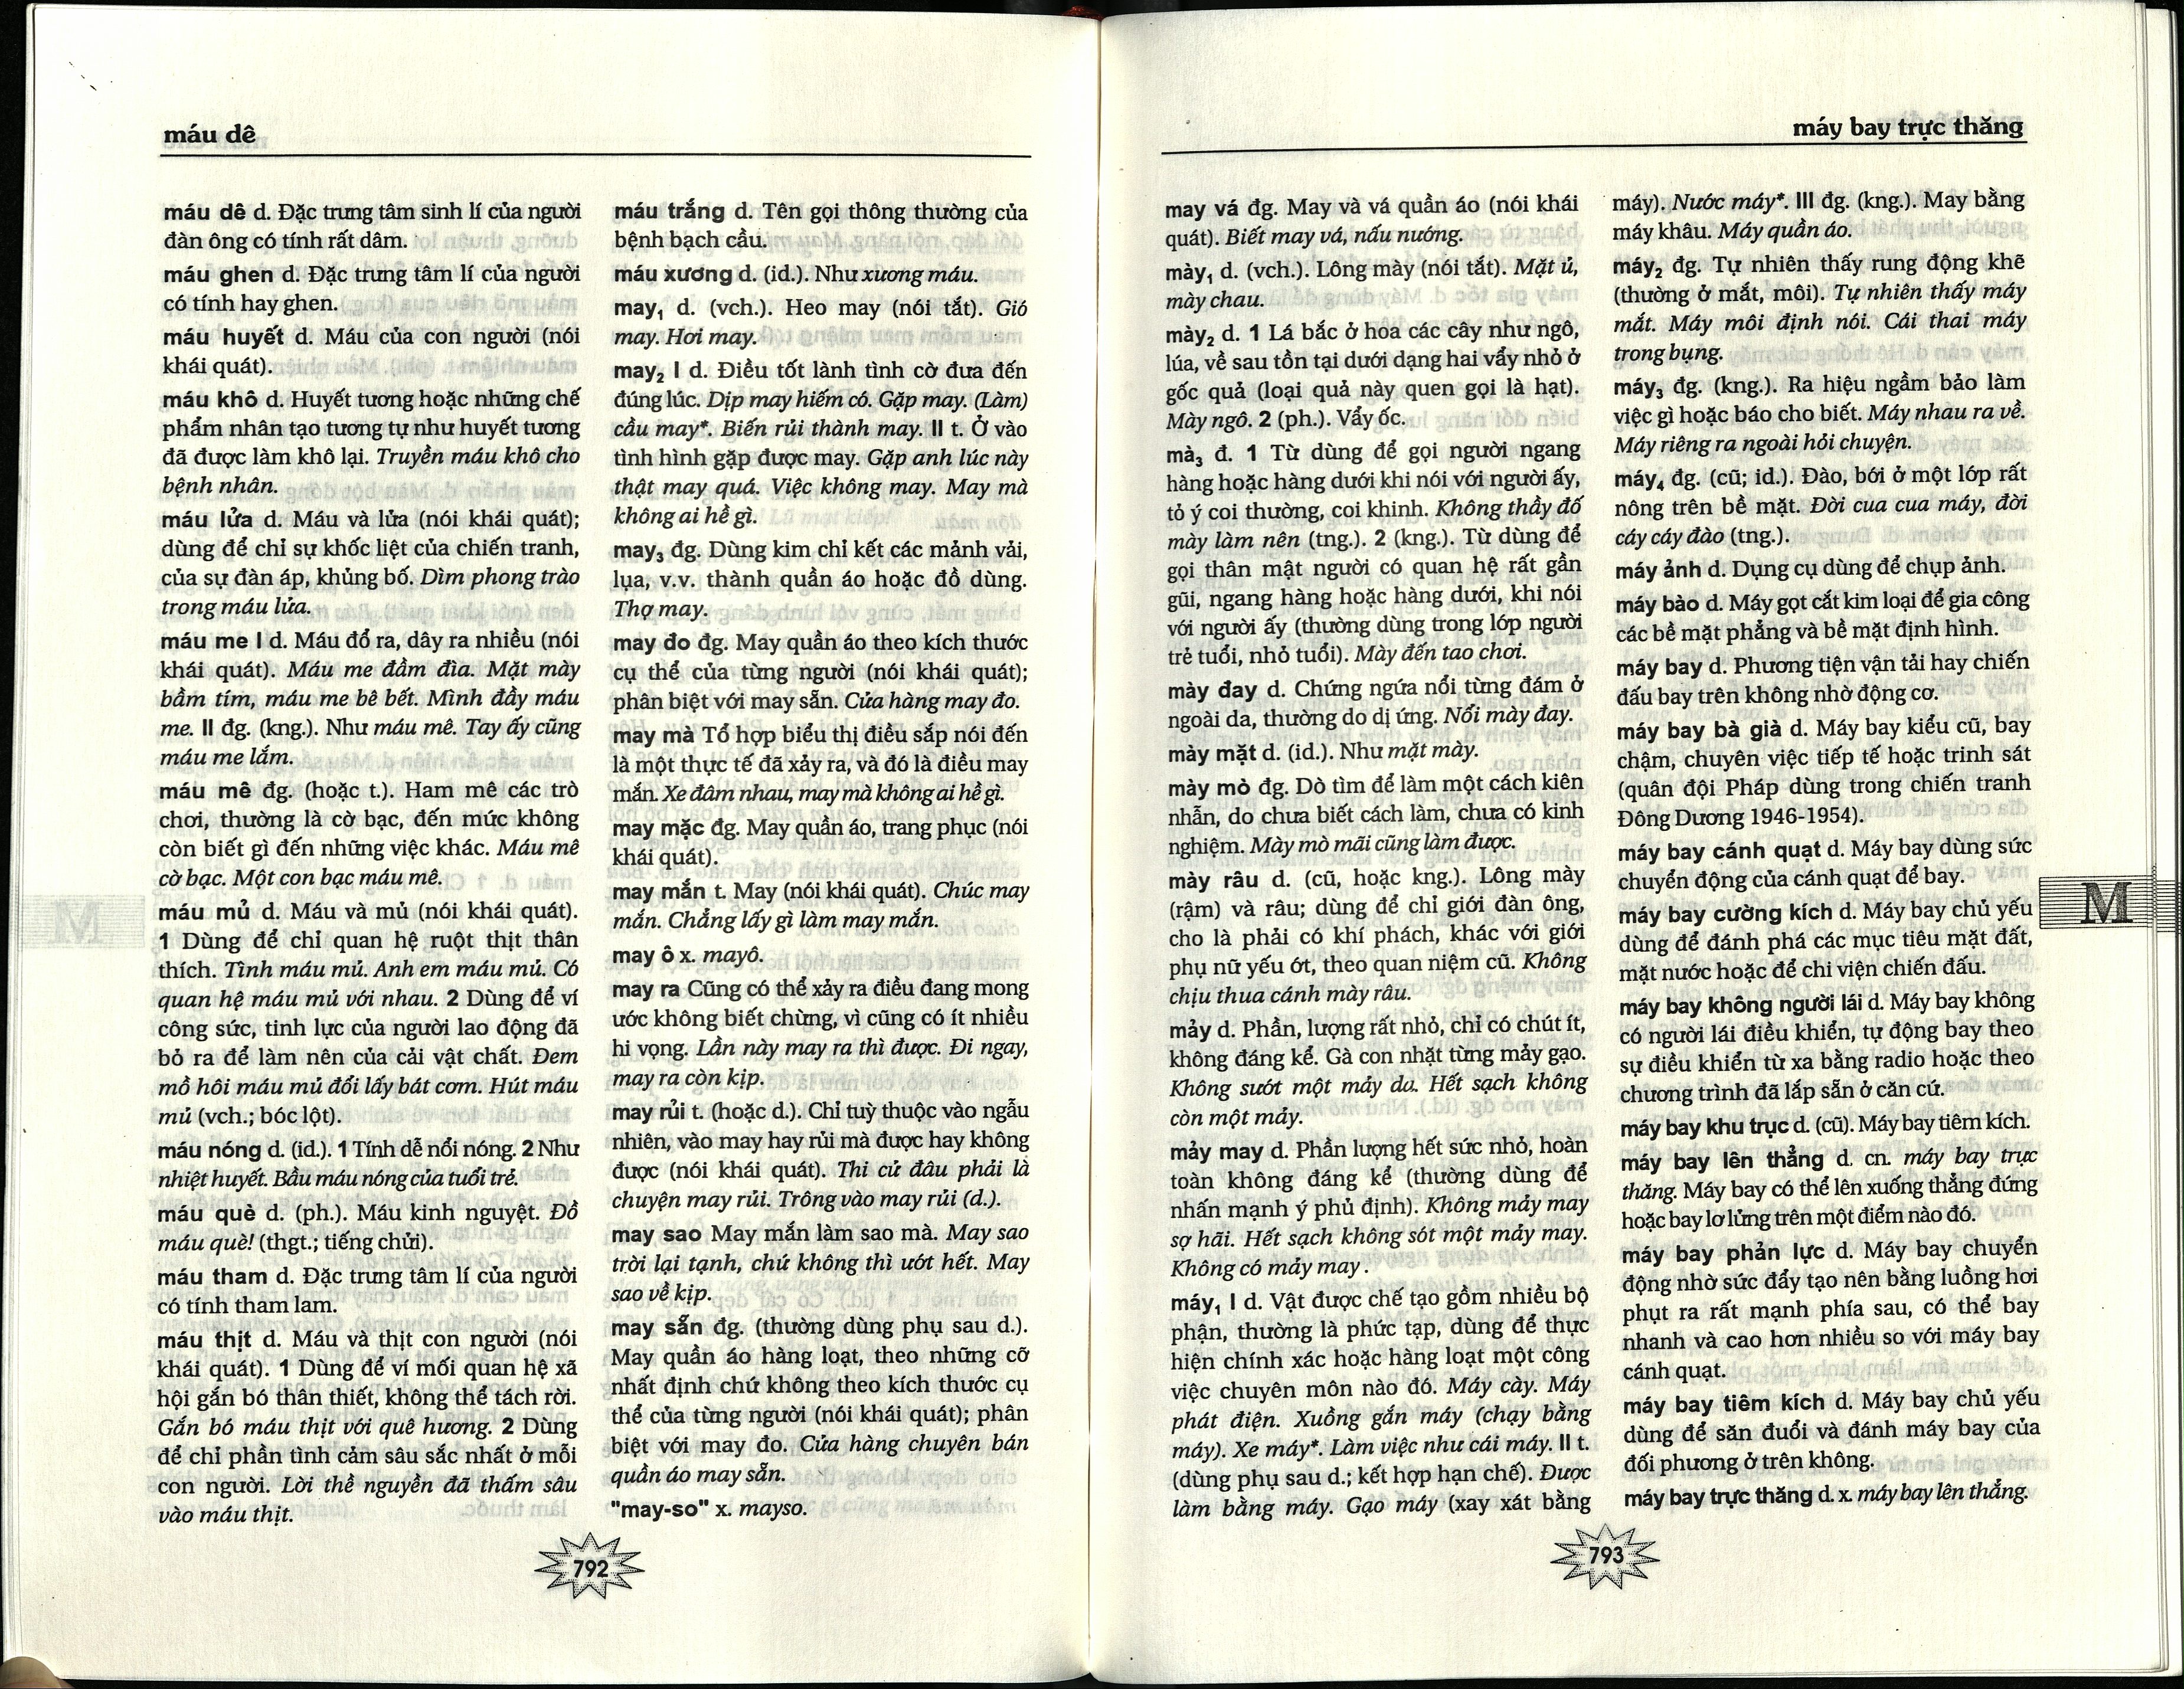 máu dê
máu dê d. Đặc trưng tâm sinh lí của người
đàn ông có tính rất dâm.
máu ghen d. Đặc trưng tâm lí của người
có tính hay ghen.
máu huyết d. Máu của con người (nói
khái quát).
máu khô d. Huyết tương hoặc những chế
phẩm nhân tạo tương tự như huyết tương
đã được làm khô lại. Truyền máu khô cho
bệnh nhân.
máu lửa d. Máu và lửa (nói khái quát);
dùng để chỉ sự khốc liệt của chiến tranh,
của sự đàn áp, khủng bố. Dìm phong trào
trong máu lửa.
máu me I d. Máu đổ ra, dây ra nhiều (nói
khái quát). Máu me đầm đìa. Mặt mày
bầm tím, máu me bê bết. Mình đầy máu
me. II đg. (kng.). Như máu mê. Tay ấy cũng
máu me lắm.
máu mê đg. (hoặc t.). Ham mê các trò
chơi, thường là cờ bạc, đến mức không
còn biết gì đến những việc khác. Máu mê
cờ bạc. Một con bạc máu mê.
máu mủ d. Máu và mủ (nói khái quát).
1 Dùng để chỉ quan hệ ruột thịt thân
thích. Tình máu mủ. Anh em máu mủ. Có
quan hệ máu mủ với nhau. 2 Dùng để ví
công sức, tinh lực của người lao động đã
bỏ ra để làm nên của cải vật chất. Đem
mồ hôi máu mủ đổi lấy bát cơm. Hút máu
mủ (vch.; bóc lột).
máu nóng d. (id.). 1 Tính dễ nổi nóng. 2 Như
nhiệt huyết. Bầu máu nóng của tuổi trẻ.
máu què d. (ph.). Máu kinh nguyệt. Đồ
máu què! (thgt.; tiếng chửi).
máu tham d. Đặc trưng tâm lí của người
có tính tham lam.
máu thịt d. Máu và thịt con người (nói
khái quát). 1 Dùng để ví mối quan hệ xã
hội gắn bó thân thiết, không thể tách rời.
Gắn bó máu thịt với quê hương. 2 Dùng
để chỉ phần tình cảm sâu sắc nhất ở mỗi
con người. Lời thề nguyền đã thấm sâu
vào máu thịt.
máu trắng d. Tên gọi thông thường của
bệnh bạch cầu.
máu xương d. (id.). Như xương máu.
may₁ d. (vch.). Heo may (nói tắt). Gió
may. Hơi may.
may₂ I d. Điều tốt lành tình cờ đưa đến
đúng lúc. Dịp may hiếm có. Gặp may. (Làm)
cầu may*. Biến rủi thành may. II t. Ở vào
tình hình gặp được may. Gặp anh lúc này
thật may quá. Việc không may. May mà
không ai hề gì.
may₃ đg. Dùng kim chỉ kết các mảnh vải,
lụa, v.v. thành quần áo hoặc đồ dùng.
Thợ may.
may đo đg. May quần áo theo kích thước
cụ thể của từng người (nói khái quát);
phân biệt với may sẵn. Cửa hàng may đo.
may mà Tổ hợp biểu thị điều sắp nói đến
là một thực tế đã xảy ra, và đó là điều may
mắn. Xe đâm nhau, may mà không ai hề gì.
may mặc đg. May quần áo, trang phục (nói
khái quát).
may mắn t. May (nói khái quát). Chúc may
mắn. Chẳng lấy gì làm may mắn.
may ô x. mayô.
may ra Cũng có thể xảy ra điều đang mong
ước không biết chừng, vì cũng có ít nhiều
hi vọng. Lần này may ra thì được. Đi ngay,
may ra còn kịp.
may rủi t. (hoặc d.). Chỉ tuỳ thuộc vào ngẫu
nhiên, vào may hay rủi mà được hay không
được (nói khái quát). Thi cử đâu phải là
chuyện may rủi. Trông vào may rủi (d.).
may sao May mắn làm sao mà. May sao
trời lại tạnh, chứ không thì ướt hết. May
sao về kịp.
may sẵn đg. (thường dùng phụ sau d.).
May quần áo hàng loạt, theo những cỡ
nhất định chứ không theo kích thước cụ
thể của từng người (nói khái quát); phân
biệt với may đo. Cửa hàng chuyên bán
quần áo may sẵn.
"may-so" x. mayso.
792
máy bay trực thăng
may vá đg. May và vá quần áo (nói khái
quát). Biết may vá, nấu nướng.
mày₁ d. (vch.). Lông mày (nói tắt). Mặt ủ,
mày chau.
mày₂ d. 1 Lá bắc ở hoa các cây như ngô,
lúa, về sau tồn tại dưới dạng hai vẩy nhỏ ở
gốc quả (loại quả này quen gọi là hạt).
Mày ngô. 2 (ph.). Vẩy ốc.
mà₃ đ. 1 Từ dùng để gọi người ngang
hàng hoặc hàng dưới khi nói với người ấy,
tỏ ý coi thường, coi khinh. Không thầy đố
mày làm nên (tng.). 2 (kng.). Từ dùng để
gọi thân mật người có quan hệ rất gần
gũi, ngang hàng hoặc hàng dưới, khi nói
với người ấy (thường dùng trong lớp người
trẻ tuổi, nhỏ tuổi). Mày đến tao chơi.
mày đay d. Chứng ngứa nổi từng đám ở
ngoài da, thường do dị ứng. Nổi mày đay.
mày mặt d. (id.). Như mặt mày.
mày mò đg. Dò tìm để làm một cách kiên
nhẫn, do chưa biết cách làm, chưa có kinh
nghiệm. Mày mò mãi cũng làm được.
mày râu d. (cũ, hoặc kng.). Lông mày
(rậm) và râu; dùng để chỉ giới đàn ông,
cho là phải có khí phách, khác với giới
phụ nữ yếu ớt, theo quan niệm cũ. Không
chịu thua cánh mày râu.
mảy d. Phần, lượng rất nhỏ, chỉ có chút ít,
không đáng kể. Gà con nhặt từng mảy gạo.
Không suớt một mảy da. Hết sạch không
còn một mảy.
mảy may d. Phần lượng hết sức nhỏ, hoàn
toàn không đáng kể (thường dùng để
nhấn mạnh ý phủ định). Không mảy may
sợ hãi. Hết sạch không sót một mảy may.
Không có mảy may .
máy₁ I d. Vật được chế tạo gồm nhiều bộ
phận, thường là phức tạp, dùng để thực
hiện chính xác hoặc hàng loạt một công
việc chuyên môn nào đó. Máy cày. Máy
phát điện. Xuồng gắn máy (chạy bằng
máy). Xe máy*. Làm việc như cái máy. II t.
(dùng phụ sau d.; kết hợp hạn chế). Được
làm bằng máy. Gạo máy (xay xát bằng
máy). Nước máy*. III đg. (kng.). May bằng
máy khâu. Máy quần áo.
máy₂ đg. Tự nhiên thấy rung động khẽ
(thường ở mắt, môi). Tự nhiên thấy máy
mắt. Máy môi định nói. Cái thai máy
trong bụng.
máy₃ đg. (kng.). Ra hiệu ngầm bảo làm
việc gì hoặc báo cho biết. Máy nhau ra về.
Máy riêng ra ngoài hỏi chuyện.
máy₄ đg. (cũ; id.). Đào, bới ở một lớp rất
nông trên bề mặt. Đời cua cua máy, đời
cáy cáy đào (tng.).
máy ảnh d. Dụng cụ dùng để chụp ảnh.
máy bào d. Máy gọt cắt kim loại để gia công
các bề mặt phẳng và bề mặt định hình.
máy bay d. Phương tiện vận tải hay chiến
đấu bay trên không nhờ động cơ.
máy bay bà già d. Máy bay kiểu cũ, bay
chậm, chuyên việc tiếp tế hoặc trinh sát
(quân đội Pháp dùng trong chiến tranh
Đông Dương 1946-1954).
máy bay cánh quạt d. Máy bay dùng sức
chuyển động của cánh quạt để bay.
máy bay cường kích d. Máy bay chủ yếu
dùng để đánh phá các mục tiêu mặt đất,
mặt nước hoặc để chi viện chiến đấu.
máy bay không người lái d. Máy bay không
có người lái điều khiển, tự động bay theo
sự điều khiển từ xa bằng radio hoặc theo
chương trình đã lắp sẵn ở căn cứ.
máy bay khu trục d. (cũ). Máy bay tiêm kích.
máy bay lên thẳng d. cn. máy bay trực
thăng. Máy bay có thể lên xuống thẳng đứng
hoặc bay lơ lửng trên một điểm nào đó.
máy bay phản lực d. Máy bay chuyển
động nhờ sức đẩy tạo nên bằng luồng hơi
phụt ra rất mạnh phía sau, có thể bay
nhanh và cao hơn nhiều so với máy bay
cánh quạt.
máy bay tiêm kích d. Máy bay chủ yếu
dùng để săn đuổi và đánh máy bay của
đối phương ở trên không.
máy bay trực thăng d. x. máy bay lên thẳng.
M
793